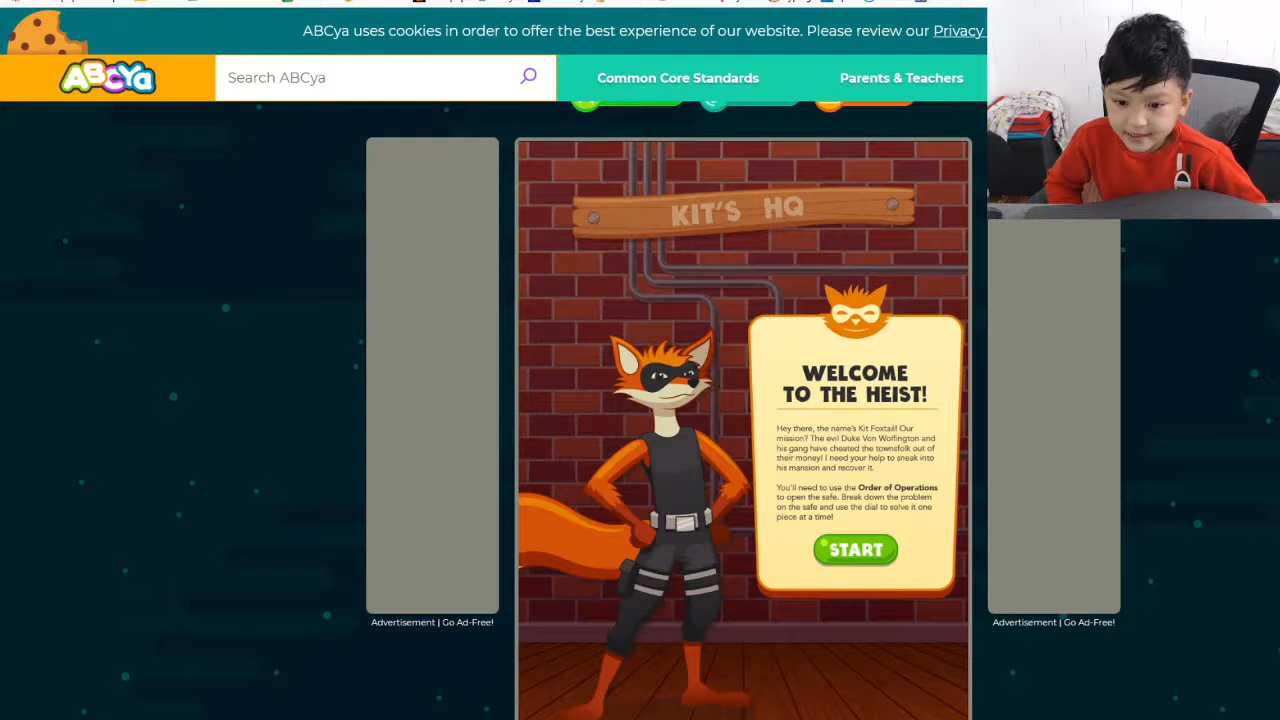 ABCya uses cookies in order to offer the best experience of our website. Please review our Privacy
ABCya
Search ABCya
Common Core Standards
Parents & Teachers
KIT'S HQ
WELCOME
TO THE HEIST!
Hey there, the name's Kit Foxtail! Our
mission? The evil Duke Von Wolfington and
his gang have cheated the townsfolk out of
their money! I need your help to sneak into
his mansion and recover it.
You'll need to use the Order of Operations
to open the safe. Break down the problem
on the safe and use the dial to solve it one
piece at a time!
START
Advertisement | Go Ad-Free!
Advertisement | Go Ad-Free!